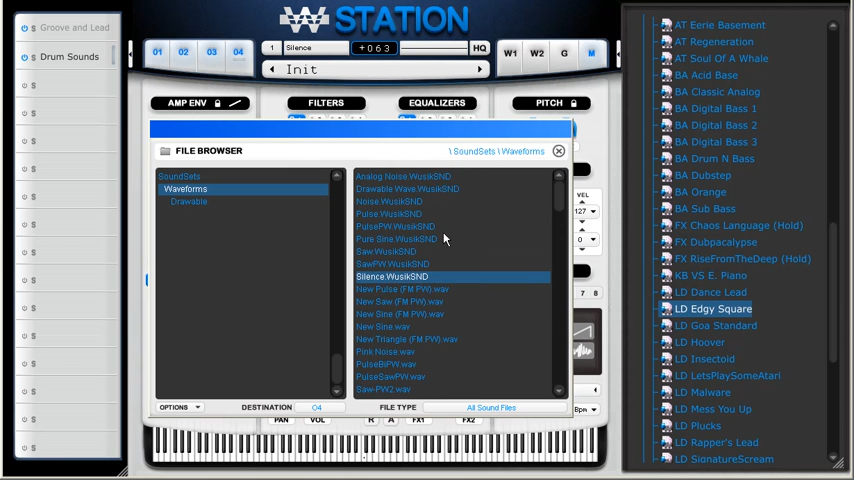 Groove and Lead
Drum Sounds
S
S
S
S
S
S
S
S
S
S
S
S
S
S
W STATION
01 02 03 04
1 Silence +063 HQ
Init
W1 W2 G M
AMP ENV
FILTERS
EQUALIZERS
PITCH
FILE BROWSER
\ SoundSets \ Waveforms
SoundSets
Waveforms
Drawable
Analog Noise.WusikSND
Drawable Wave.WusikSND
Noise.WusikSND
Pulse.WusikSND
PulsePW.WusikSND
Pure Sine.WusikSND
Saw.WusikSND
SawPW.WusikSND
Silence.WusikSND
New Pulse (FM PW).wav
New Saw (FM PW).wav
New Sine (FM PW).wav
New Sine.wav
New Triangle (FM PW).wav
Pink Noise.wav
PulseBiPW.wav
PulseSawPW.wav
Saw-PW2.wav
OPTIONS
DESTINATION O4
FILE TYPE All Sound Files
VEL
127
0
7 8
Bpm
PAN VOL R A FX1 FX2
AT Eerie Basement
AT Regeneration
AT Soul Of A Whale
BA Acid Base
BA Classic Analog
BA Digital Bass 1
BA Digital Bass 2
BA Digital Bass 3
BA Drum N Bass
BA Dubstep
BA Orange
BA Sub Bass
FX Chaos Language (Hold)
FX Dubpacalypse
FX RiseFromTheDeep (Hold)
KB VS E. Piano
LD Dance Lead
LD Edgy Square
LD Goa Standard
LD Hoover
LD Insectoid
LD LetsPlaySomeAtari
LD Malware
LD Mess You Up
LD Plucks
LD Rapper's Lead
LD SignatureScream